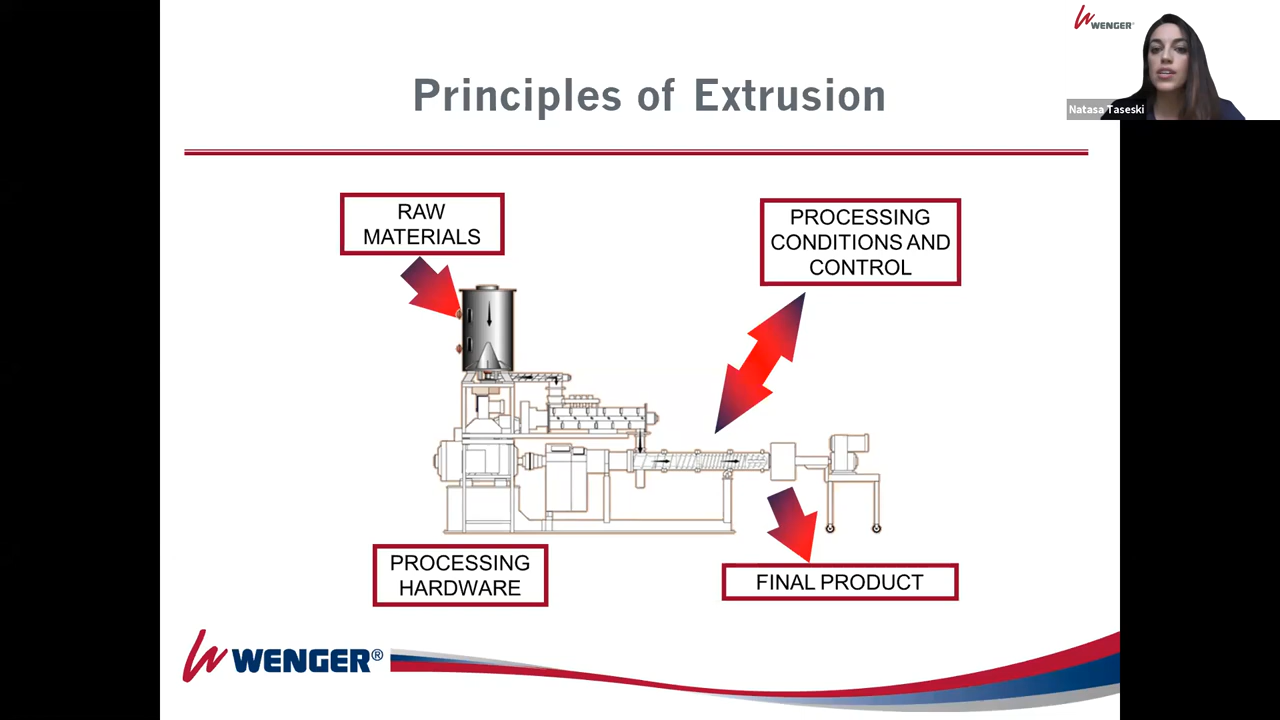 WENGER
Natasa Taseski
Principles of Extrusion
RAW
MATERIALS
PROCESSING
CONDITIONS AND
CONTROL
PROCESSING
HARDWARE
FINAL PRODUCT
WENGER®